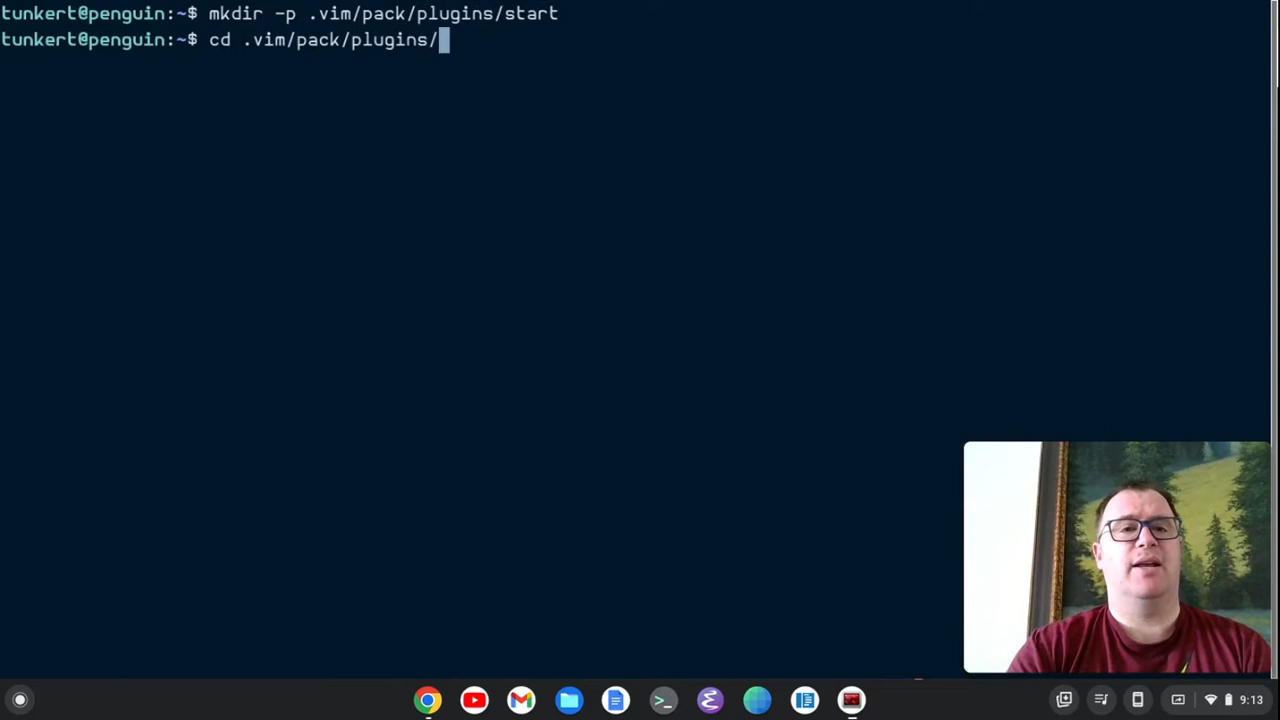 tunkert@penguin:~$ mkdir -p .vim/pack/plugins/start
tunkert@penguin:~$ cd .vim/pack/plugins/
9:13